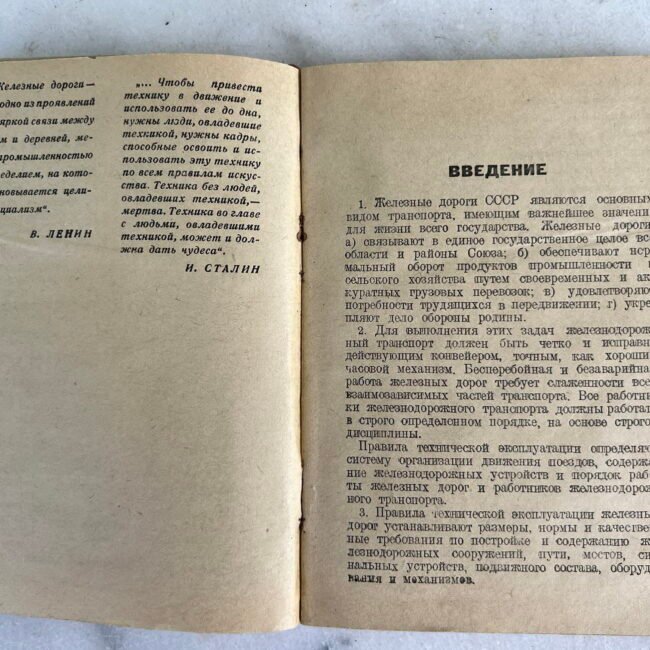 Железные дороги—
одно из проявлений
яркой связи между
м и деревней, ме-
промышленностью
ределием, на кото-
новывается цели-
циализм".
В. ЛЕНИН
„... Чтобы привести
технику в движение и
использовать ее до дна,
нужны люди, овладевшие
техникой, нужны кадры,
способные освоить и ис-
пользовать эту технику
по всем правилам искус-
ства. Техника без людей,
овладевших техникой,—
мертва. Техника во главе
с людьми, овладевшими
техникой, может и дол-
жна дать чудеса".
И. СТАЛИН
ВВЕДЕНИЕ
1. Железные дороги СССР являются основным
видом транспорта, имеющим важнейшее значени
для жизни всего государства. Железные дороги
а) связывают в единое государственное целое вс
области и районы Союза; б) обеспечивают нор
мальный оборот продуктов промышленности
сельского хозяйства путем своевременных и ак
куратных грузовых перевозок; в) удовлетворяю
потребности трудящихся в передвижении; г) укре
пляют дело обороны родины.
2. Для выполнения этих задач железнодорож
ный транспорт должен быть четко и исправн
действующим конвейером, точным, как хороши
часовой механизм. Бесперебойная и безаварийна
работа железных дорог требует слаженности все
взаимозависимых частей транспорта. Все работни
ки железнодорожного транспорта должны работат
в строго определенном порядке, на основе строго
дисциплины.
Правила технической эксплуатации определяю
систему организации движения поездов, содержа
ние железнодорожных устройств и порядок рабо
ты железных дорог и работников железнодорож
ного транспорта.
3. Правила технической эксплуатации железны
дорог устанавливают размеры, нормы и качестве
ные требования по постройке и содержанию же
лезнодорожных сооружений, пути, мостов, сиг
нальных устройств, подвижного состава, оборуд
вания и механизмов.